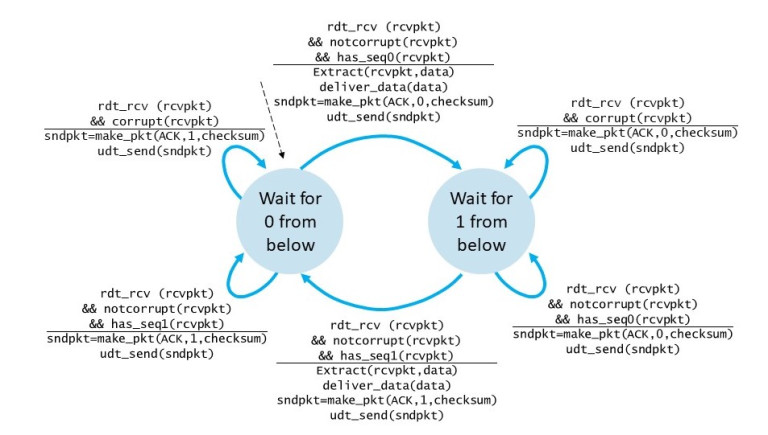 rdt_rcv (rcvpkt)
&& notcorrupt(rcvpkt)
&& has_seq0(rcvpkt)
Extract(rcvpkt,data)
deliver_data(data)
sndpkt=make_pkt(ACK,0,checksum)
udt_send(sndpkt)
rdt_rcv (rcvpkt)
&& corrupt(rcvpkt)
sndpkt=make_pkt(ACK,1,checksum)
udt_send(sndpkt)
rdt_rcv (rcvpkt)
&& corrupt(rcvpkt)
sndpkt=make_pkt(ACK,0,checksum)
udt_send(sndpkt)
Wait for
0 from
below
Wait for
1 from
below
rdt_rcv (rcvpkt)
&& notcorrupt(rcvpkt)
&& has_seq1(rcvpkt)
sndpkt=make_pkt(ACK,1,checksum)
udt_send(sndpkt)
rdt_rcv (rcvpkt)
&& notcorrupt(rcvpkt)
&& has_seq1(rcvpkt)
Extract(rcvpkt,data)
deliver_data(data)
sndpkt=make_pkt(ACK,1,checksum)
udt_send(sndpkt)
rdt_rcv (rcvpkt)
&& notcorrupt(rcvpkt)
&& has_seq0(rcvpkt)
sndpkt=make_pkt(ACK,0,checksum)
udt_send(sndpkt)